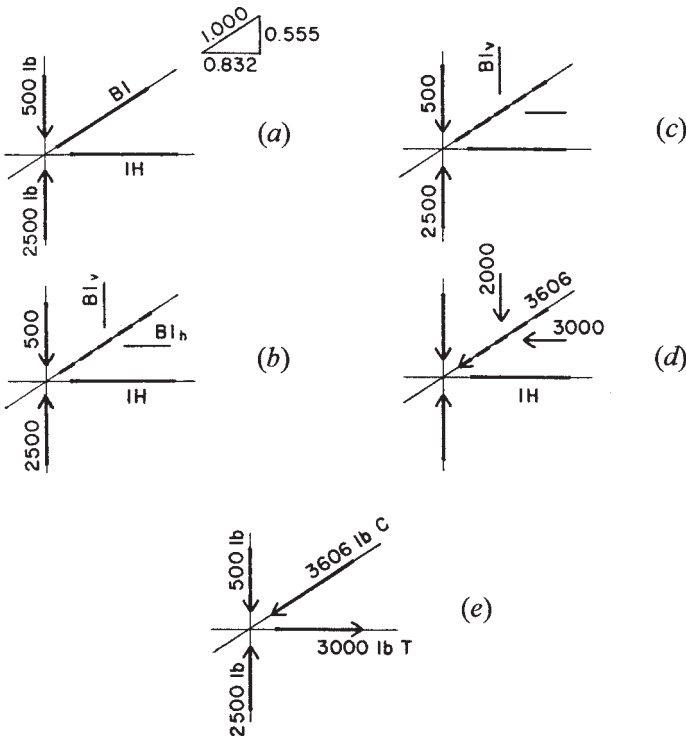 500 lb
BI
1.000
0.555
0.832
(a)
IH
2500 lb
500
BIv
(c)
2500
500
BIv
BIh
(b)
IH
2500
2000
3606
3000
(d)
IH
500 lb
3606 lb C
(e)
3000 lb T
2500 lb